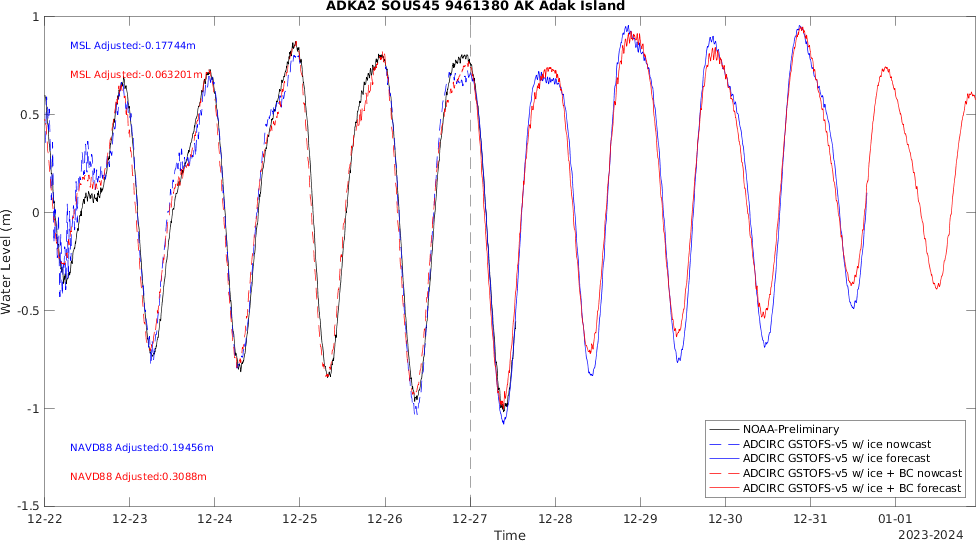 ADKA2 SOUS45 9461380 AK Adak Island
1
MSL Adjusted:-0.17744m
MSL Adjusted:-0.063201m
0.5
0
Water Level (m)
-0.5
-1
NAVD88 Adjusted:0.19456m
NAVD88 Adjusted:0.3088m
NOAA-Preliminary
ADCIRC GSTOFS-v5 w/ ice nowcast
ADCIRC GSTOFS-v5 w/ ice forecast
ADCIRC GSTOFS-v5 w/ ice + BC nowcast
ADCIRC GSTOFS-v5 w/ ice + BC forecast
-1.5
12-22 12-23 12-24 12-25 12-26 12-27 12-28 12-29 12-30 12-31 01-01
Time
2023-2024